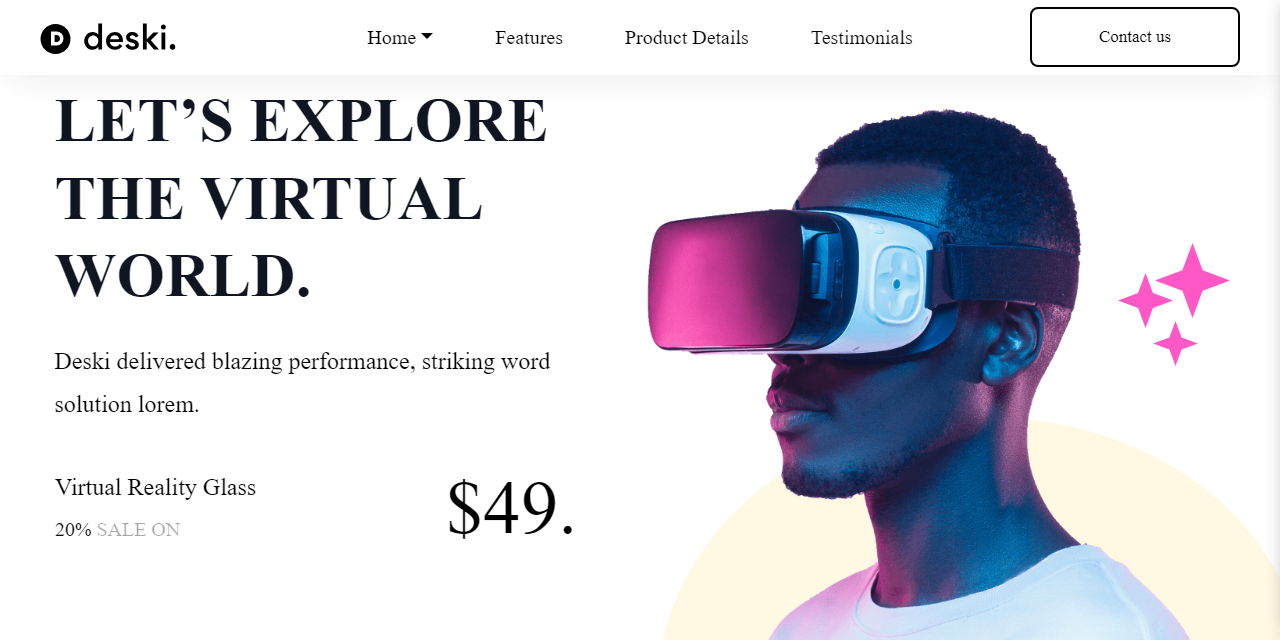 D deski.
Home
Features
Product Details
Testimonials
Contact us
LET’S EXPLORE
THE VIRTUAL
WORLD.
Deski delivered blazing performance, striking word
solution lorem.
Virtual Reality Glass
20% SALE ON
$49.